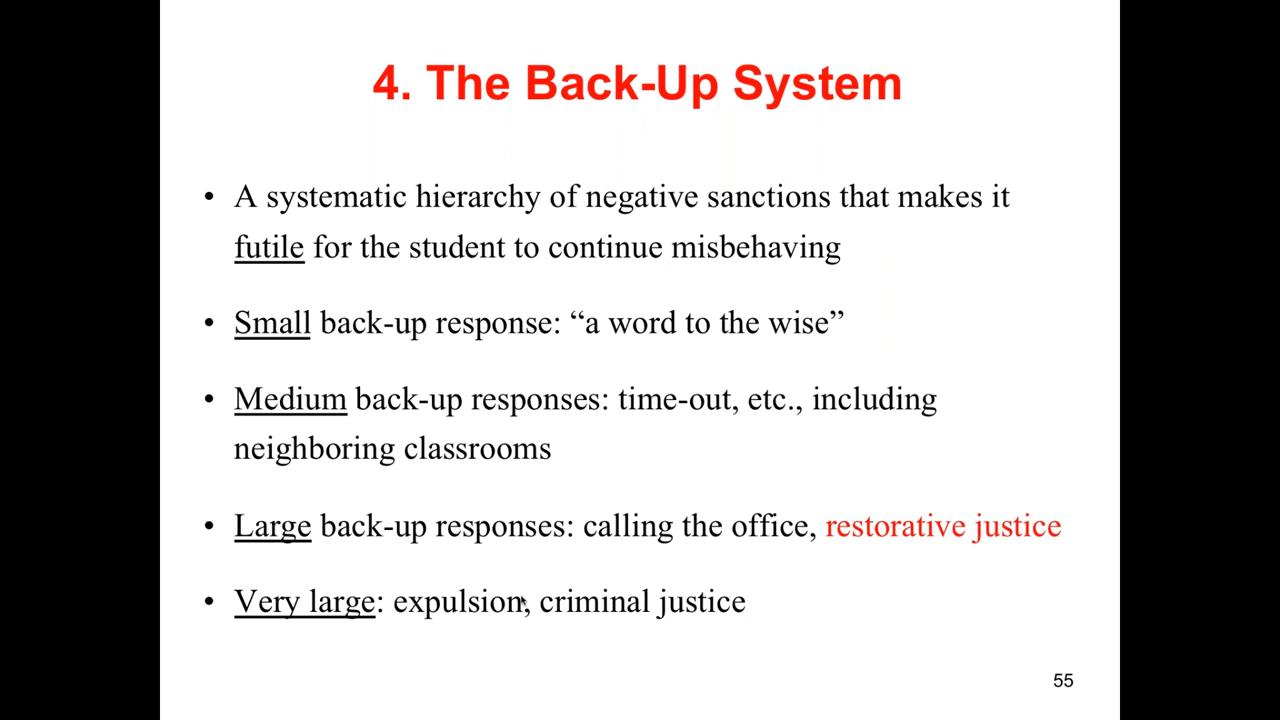 4. The Back-Up System
• A systematic hierarchy of negative sanctions that makes it
futile for the student to continue misbehaving
• Small back-up response: “a word to the wise”
• Medium back-up responses: time-out, etc., including
neighboring classrooms
• Large back-up responses: calling the office, restorative justice
• Very large: expulsion, criminal justice
55